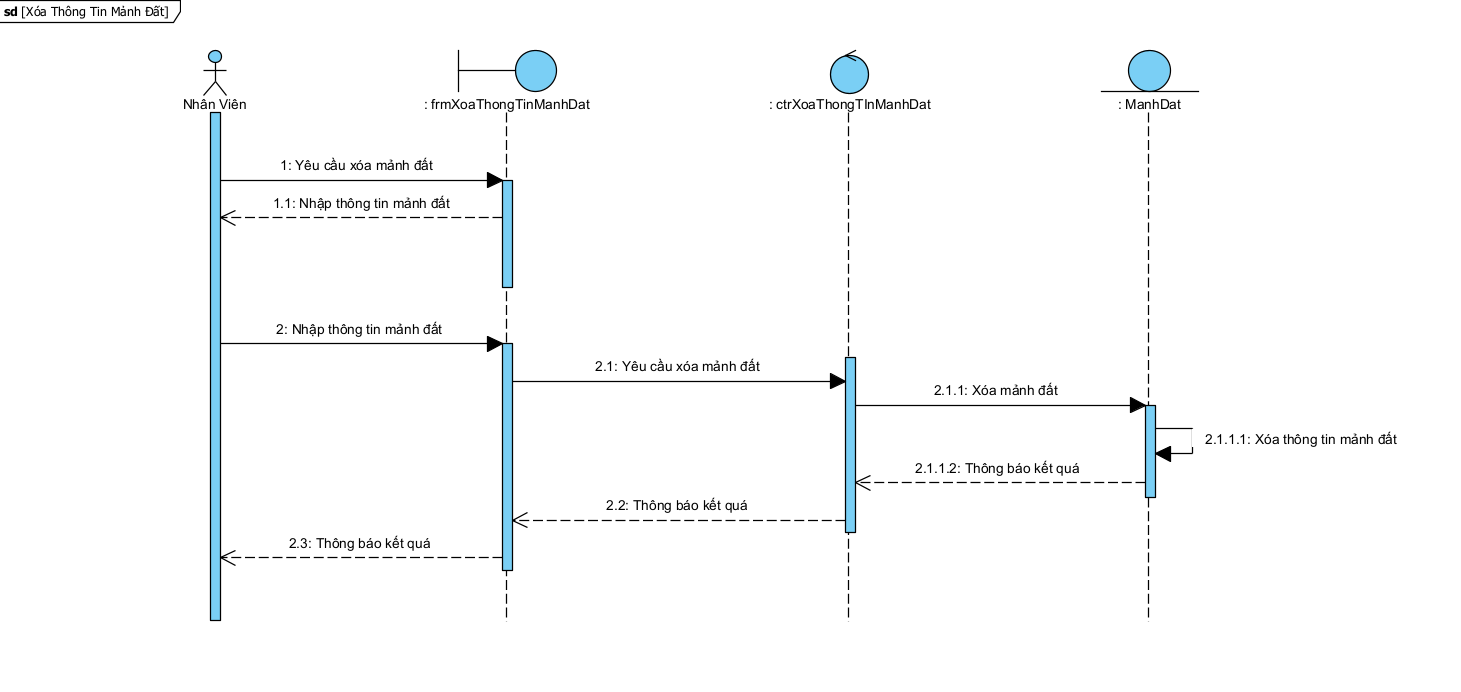 sd [Xóa Thông Tin Mảnh Đất]
Nhân Viên
: frmXoaThongTinManhDat
: ctrXoaThongTInManhDat
: ManhDat
1: Yêu cầu xóa mảnh đất
1.1: Nhập thông tin mảnh đất
2: Nhập thông tin mảnh đất
2.1: Yêu cầu xóa mảnh đất
2.1.1: Xóa mảnh đất
2.1.1.1: Xóa thông tin mảnh đất
2.1.1.2: Thông báo kết quá
2.2: Thông báo kết quá
2.3: Thông báo kết quá